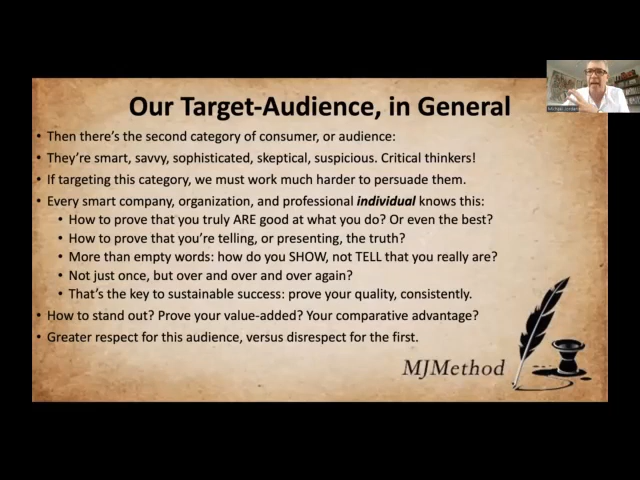 Our Target-Audience, in General
• Then there's the second category of consumer, or audience:
• They're smart, savvy, sophisticated, skeptical, suspicious. Critical thinkers!
• If targeting this category, we must work much harder to persuade them.
• Every smart company, organization, and professional individual knows this:
• How to prove that you truly ARE good at what you do? Or even the best?
• How to prove that you're telling, or presenting, the truth?
• More than empty words: how do you SHOW, not TELL that you really are?
• Not just once, but over and over and over again?
• That's the key to sustainable success: prove your quality, consistently.
• How to stand out? Prove your value-added? Your comparative advantage?
• Greater respect for this audience, versus disrespect for the first.
MJMethod